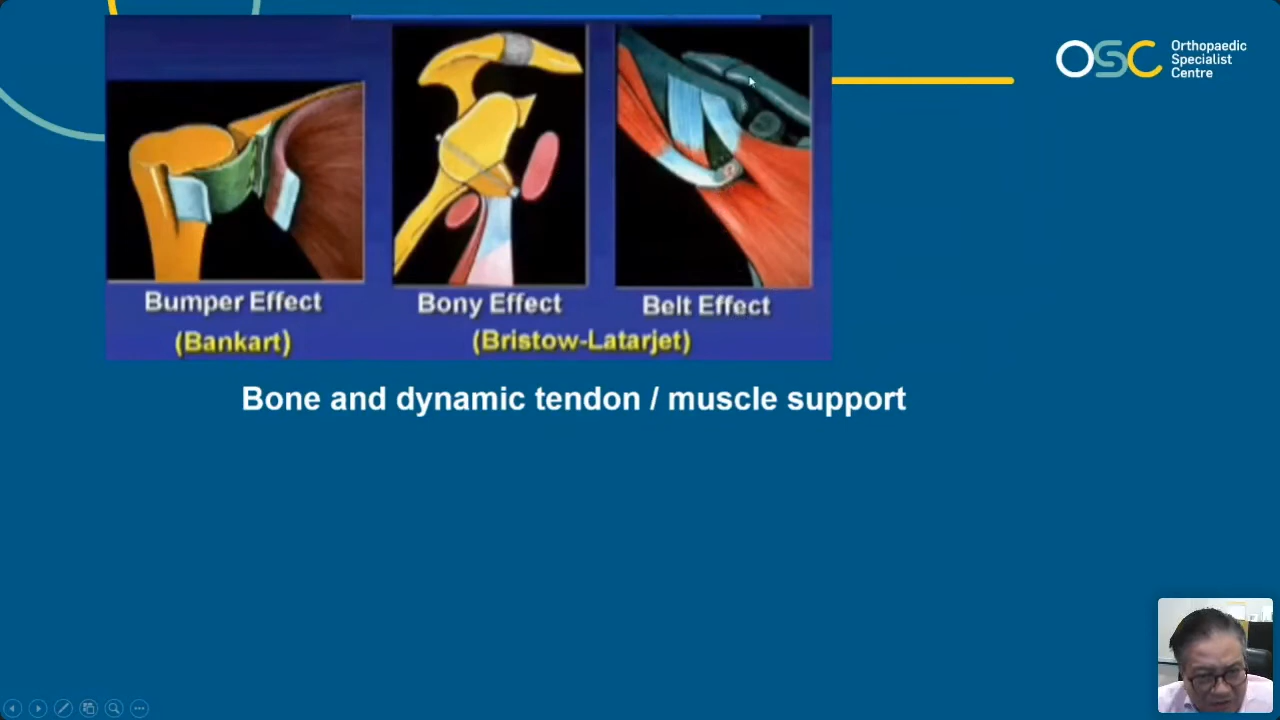 OSC
Orthopaedic
Specialist
Centre
Bumper Effect
(Bankart)
Bony Effect
Belt Effect
(Bristow-Latarjet)
Bone and dynamic tendon / muscle support